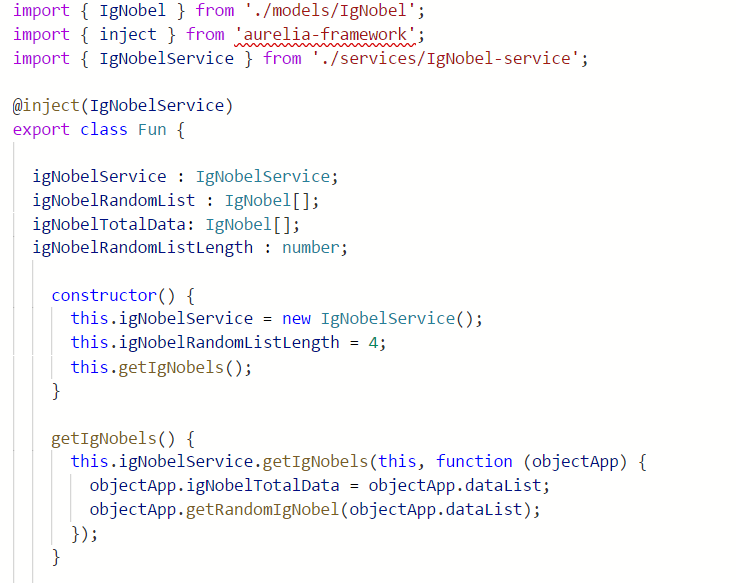 import { IgNobel } from './models/IgNobel';
import { inject } from 'aurelia-framework';
import { IgNobelService } from './services/IgNobel-service';
@inject(IgNobelService)
export class Fun {
igNobelService : IgNobelService;
igNobelRandomList : IgNobel[];
igNobelTotalData: IgNobel[];
igNobelRandomListLength : number;
constructor() {
this.igNobelService = new IgNobelService();
this.igNobelRandomListLength = 4;
this.getIgNobels();
}
getIgNobels() {
this.igNobelService.getIgNobels(this, function (objectApp) {
objectApp.igNobelTotalData = objectApp.dataList;
objectApp.getRandomIgNobel(objectApp.dataList);
});
}